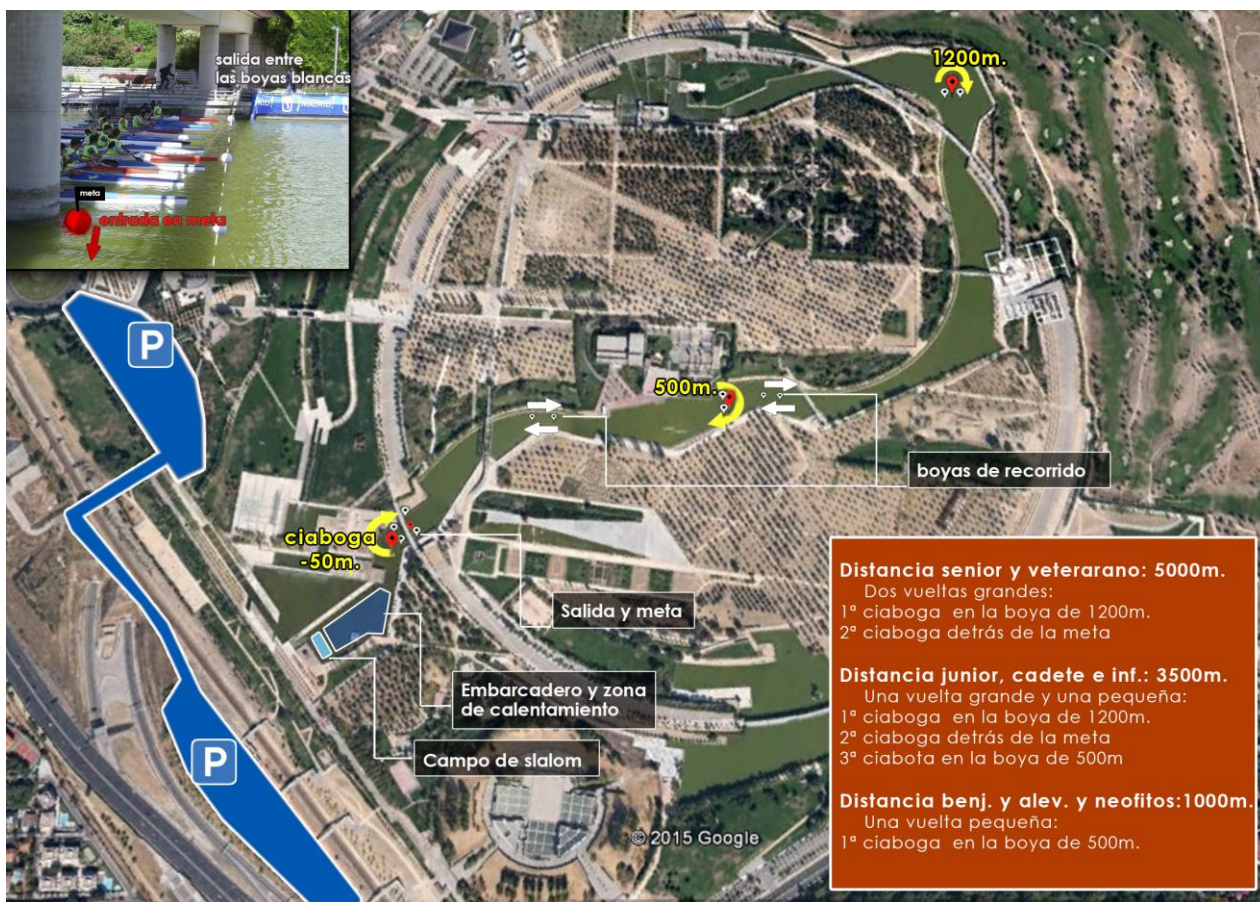 salida entre
las boyas blancas
MADRID
meta
entrada en meta
1200m.
P
500m.
boyas de recorrido
ciaboga
-50m.
Salida y meta
Embarcadero y zona
de calentamiento
Campo de slalom
P
© 2015 Google
Distancia senior y veterarano: 5000m.
Dos vueltas grandes:
1ª ciaboga en la boya de 1200m.
2ª ciaboga detrás de la meta
Distancia junior, cadete e inf.: 3500m.
Una vuelta grande y una pequeña:
1ª ciaboga en la boya de 1200m.
2ª ciaboga detrás de la meta
3ª ciabota en la boya de 500m
Distancia benj. y alev. y neofitos:1000m.
Una vuelta pequeña:
1ª ciaboga en la boya de 500m.